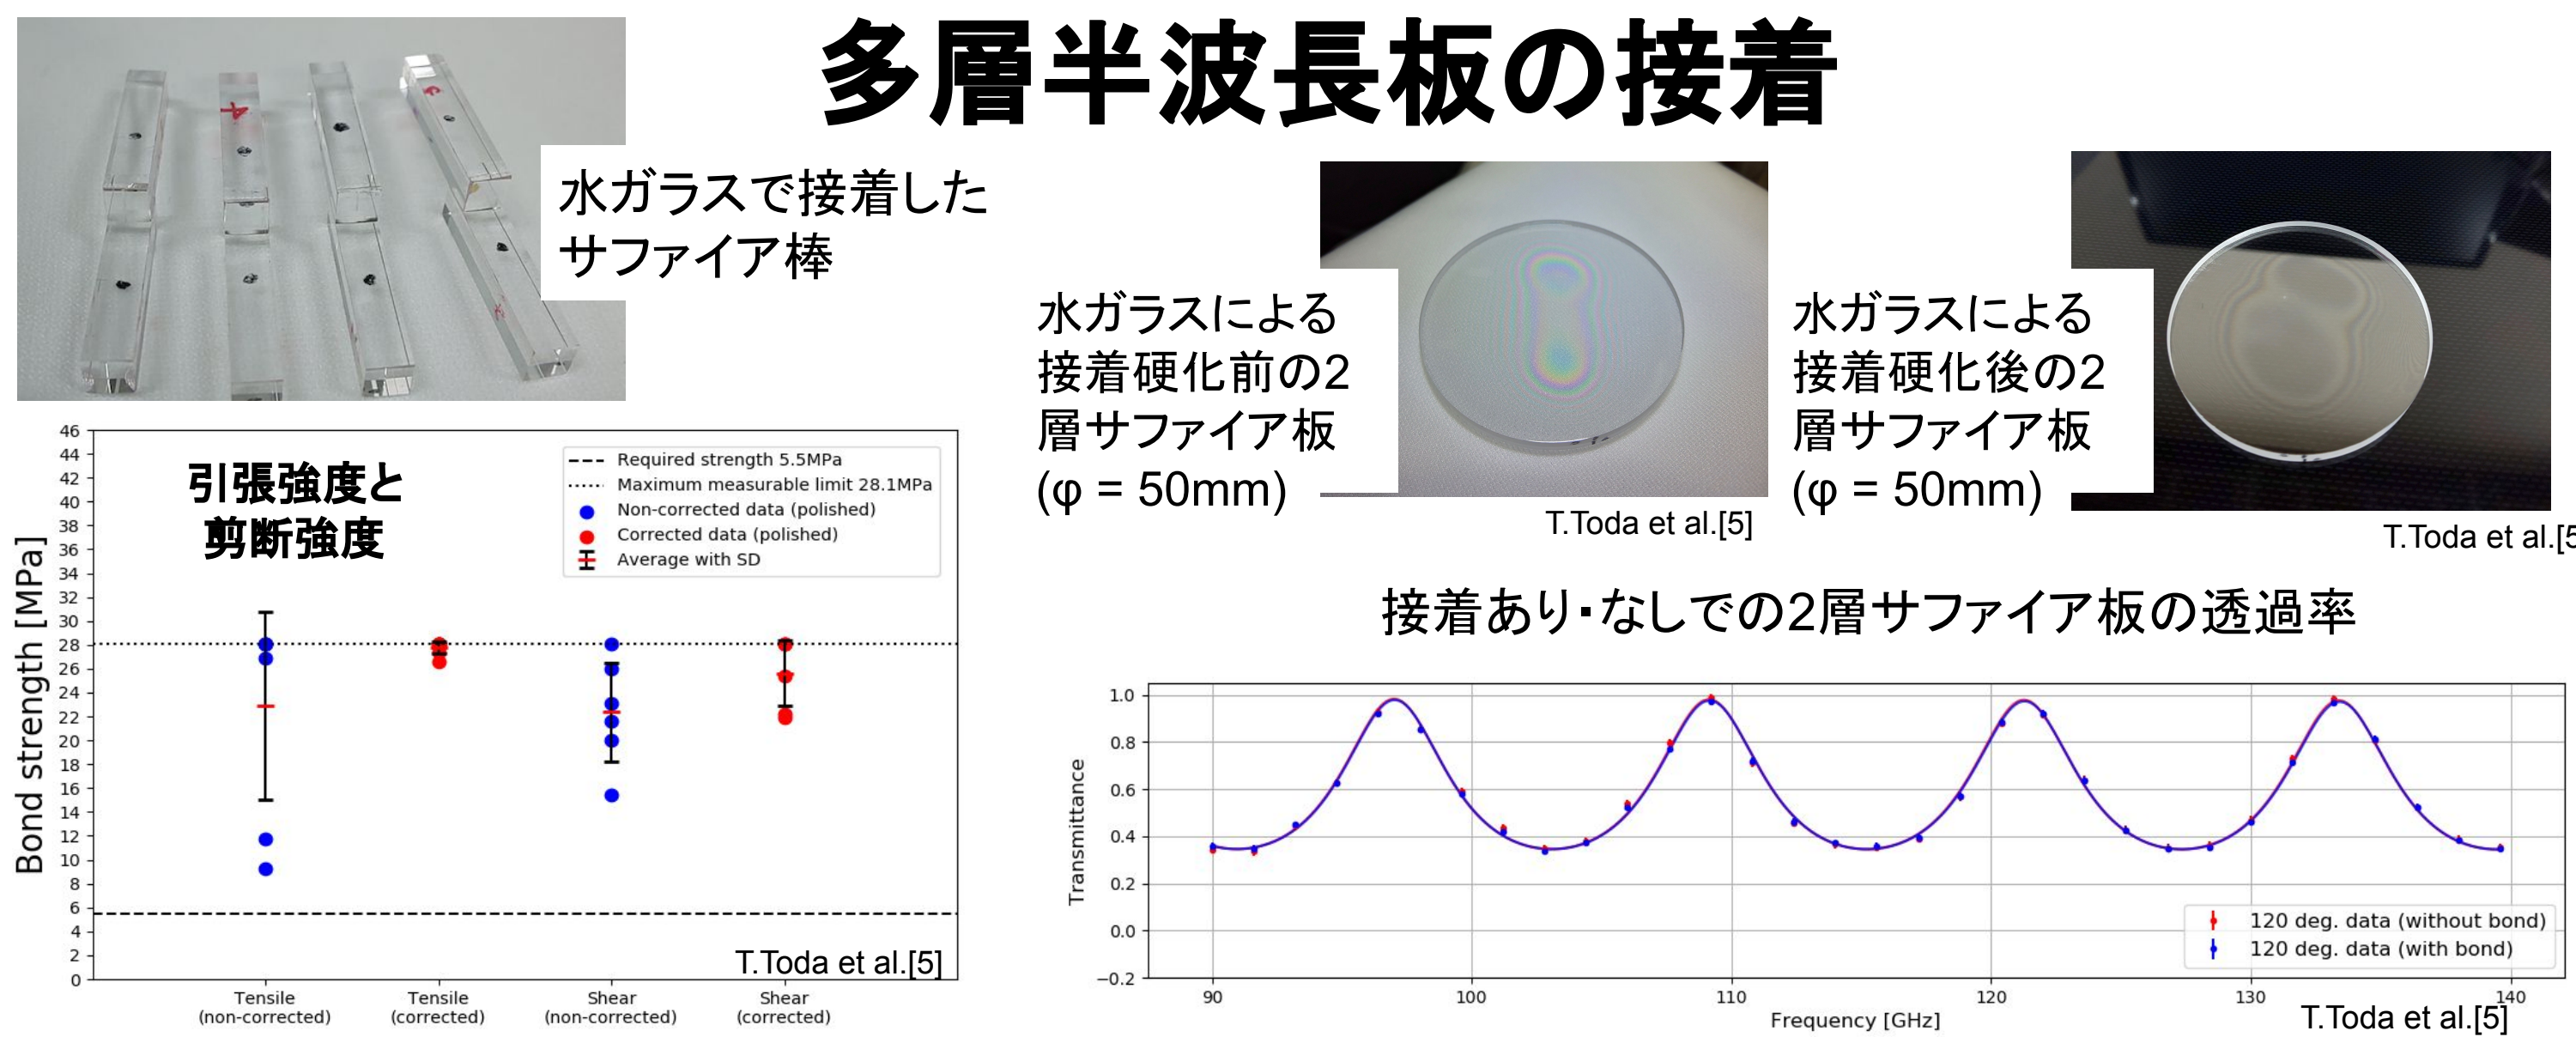 多層半波長板の接着
水ガラスで接着した
サファイア棒
水ガラスによる
接着硬化前の2
層サファイア板
(φ = 50mm)
T.Toda et al.[5]
水ガラスによる
接着硬化後の2
層サファイア板
(φ = 50mm)
T.Toda et al.[5
引張強度と
剪断強度
Bond strength [MPa]
46
44
42
40
38
36
34
32
30
28
26
24
22
20
18
16
14
12
10
8
6
4
2
0
Required strength 5.5MPa
Maximum measurable limit 28.1MPa
Non-corrected data (polished)
Corrected data (polished)
Average with SD
T.Toda et al.[5]
Tensile
(non-corrected)
Tensile
(corrected)
Shear
(non-corrected)
Shear
(corrected)
接着あり・なしでの2層サファイア板の透過率
Transmittance
1.0
0.8
0.6
0.4
0.2
0.0
−0.2
120 deg. data (without bond)
120 deg. data (with bond)
90
100
110
120
130
140
Frequency [GHz]
T.Toda et al.[5]